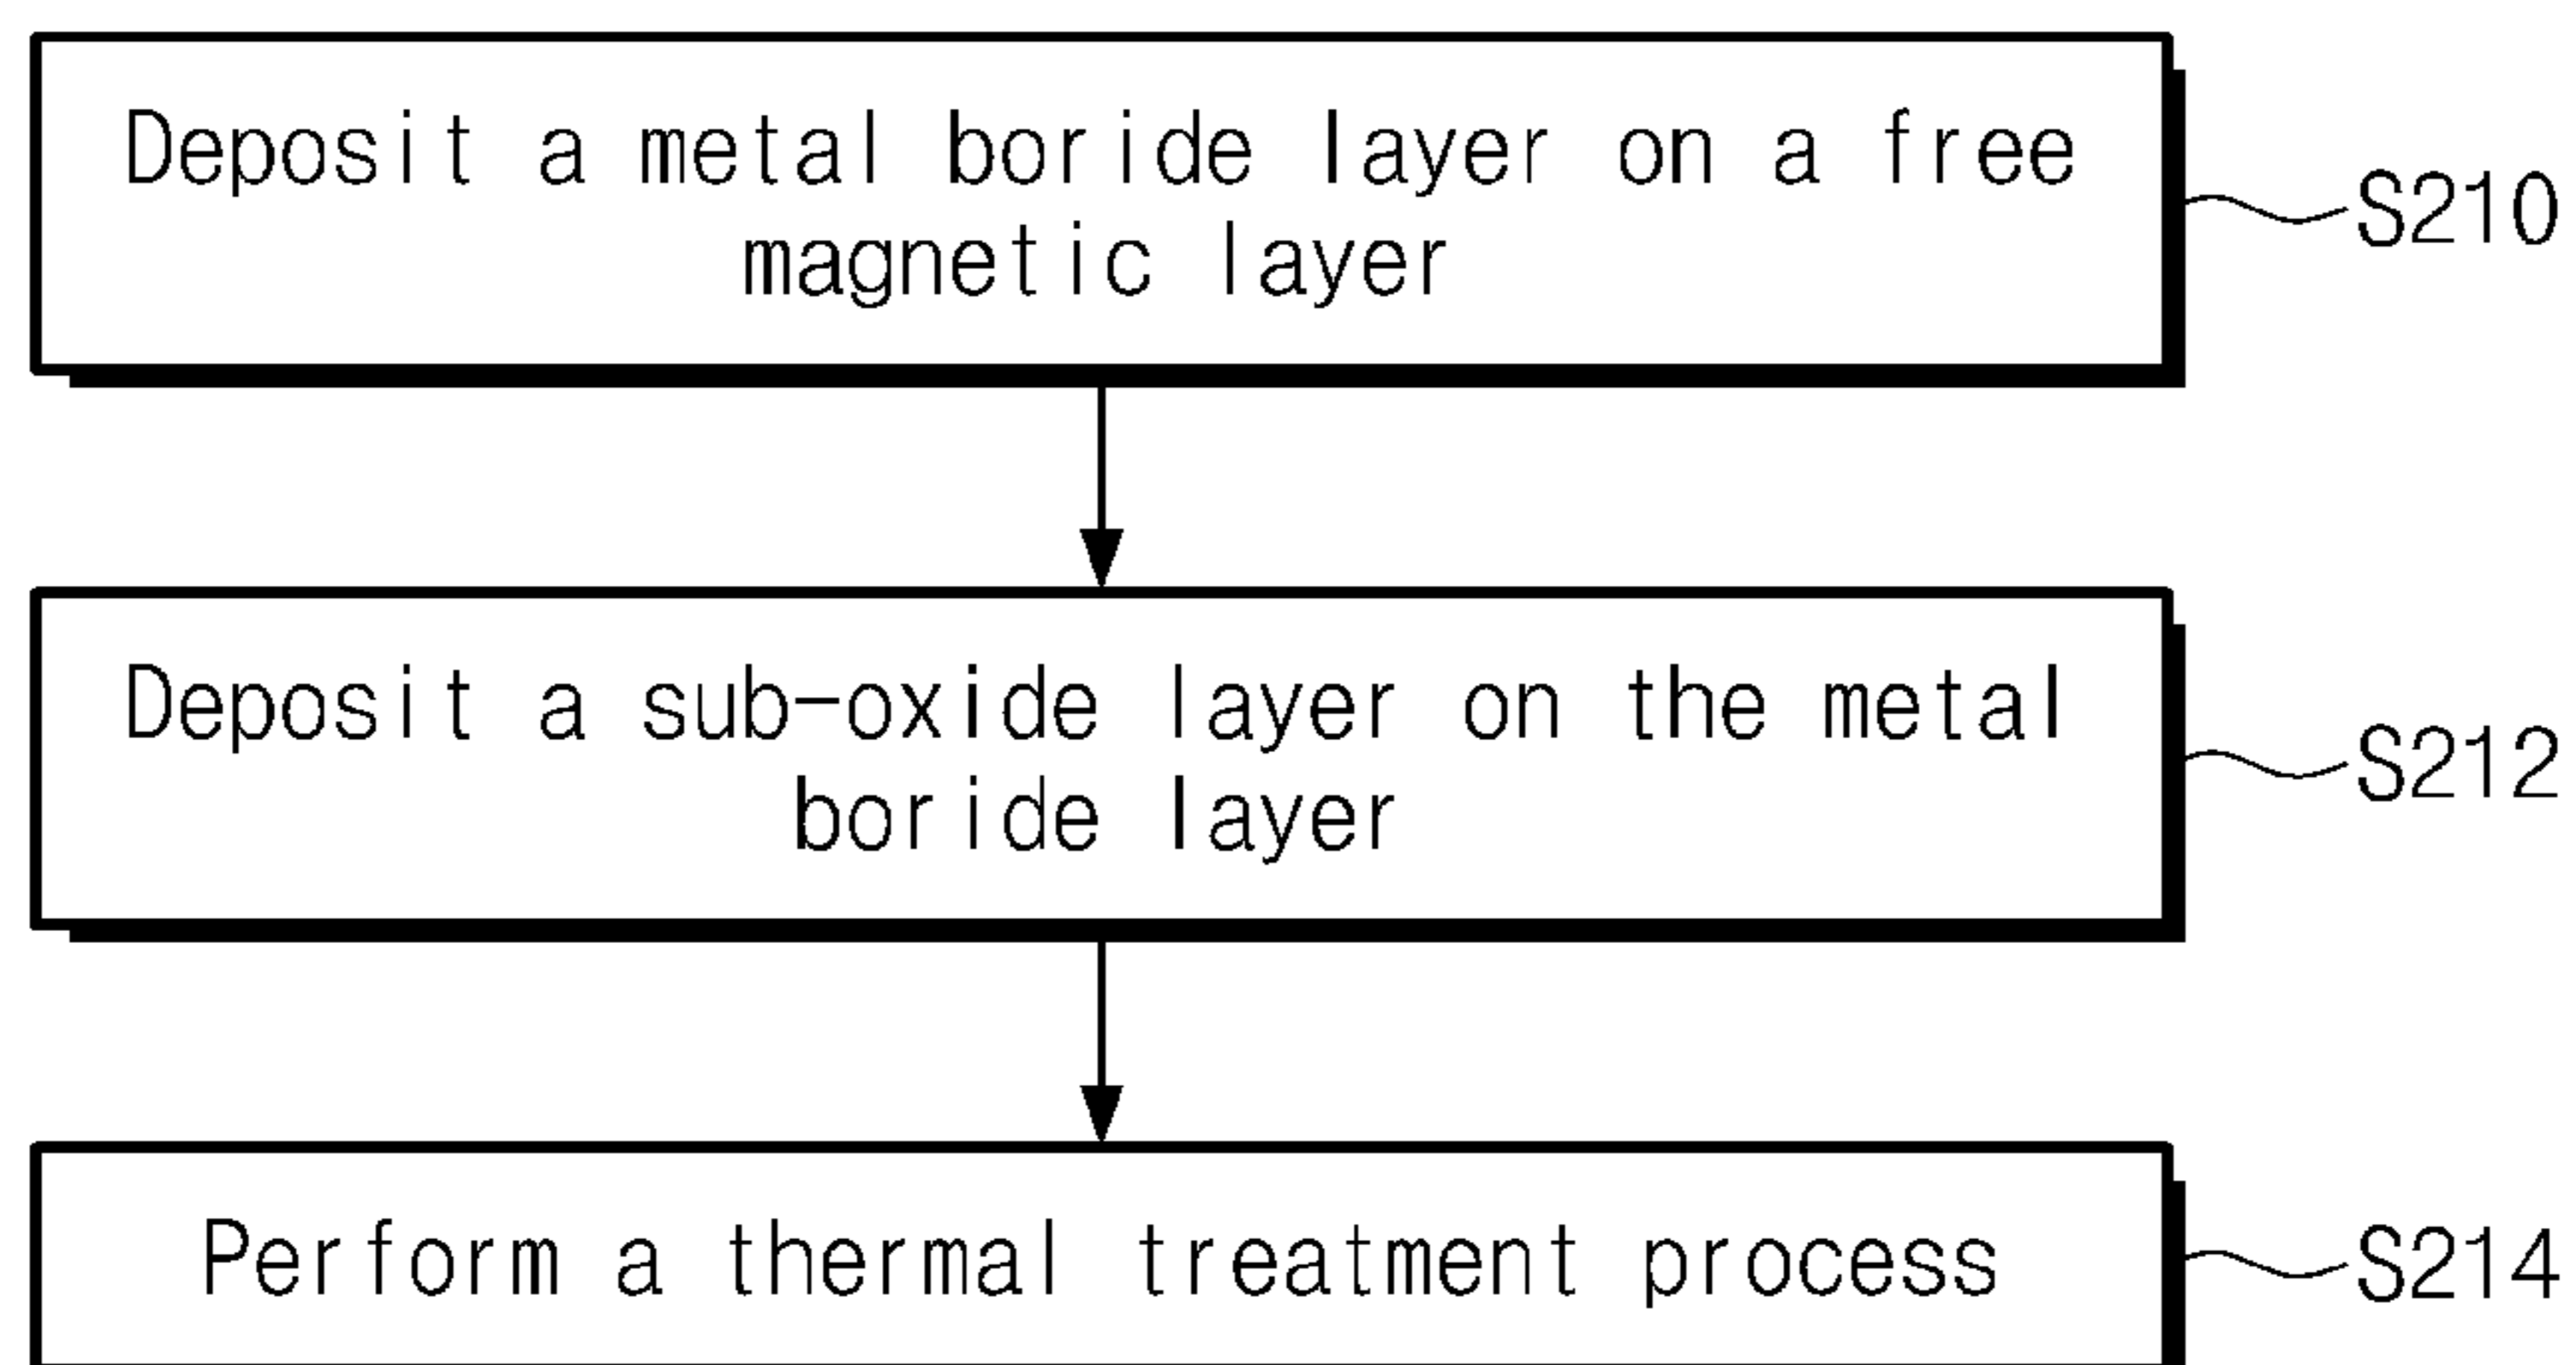 Deposit a metal boride layer on a free
magnetic layer
S210
Deposit a sub-oxide layer on the metal
boride layer
S212
Perform a thermal treatment process
S214